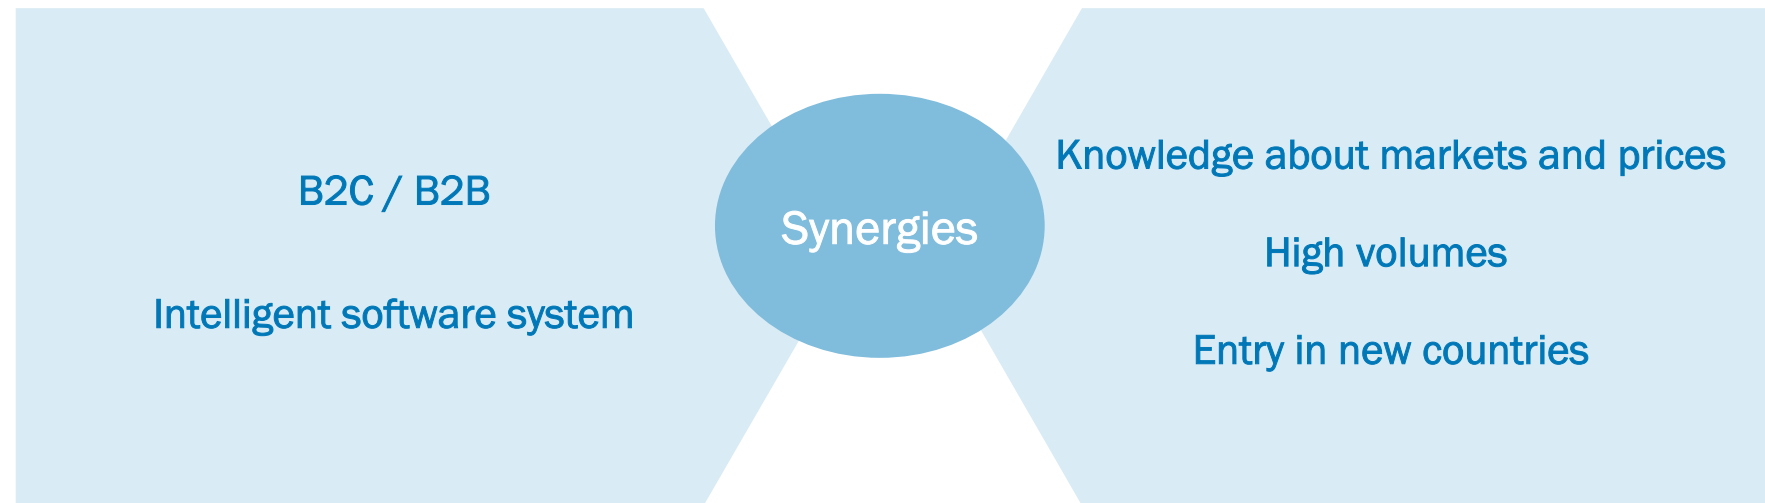 B2C / B2B
Intelligent software system
Synergies
Knowledge about markets and prices
High volumes
Entry in new countries